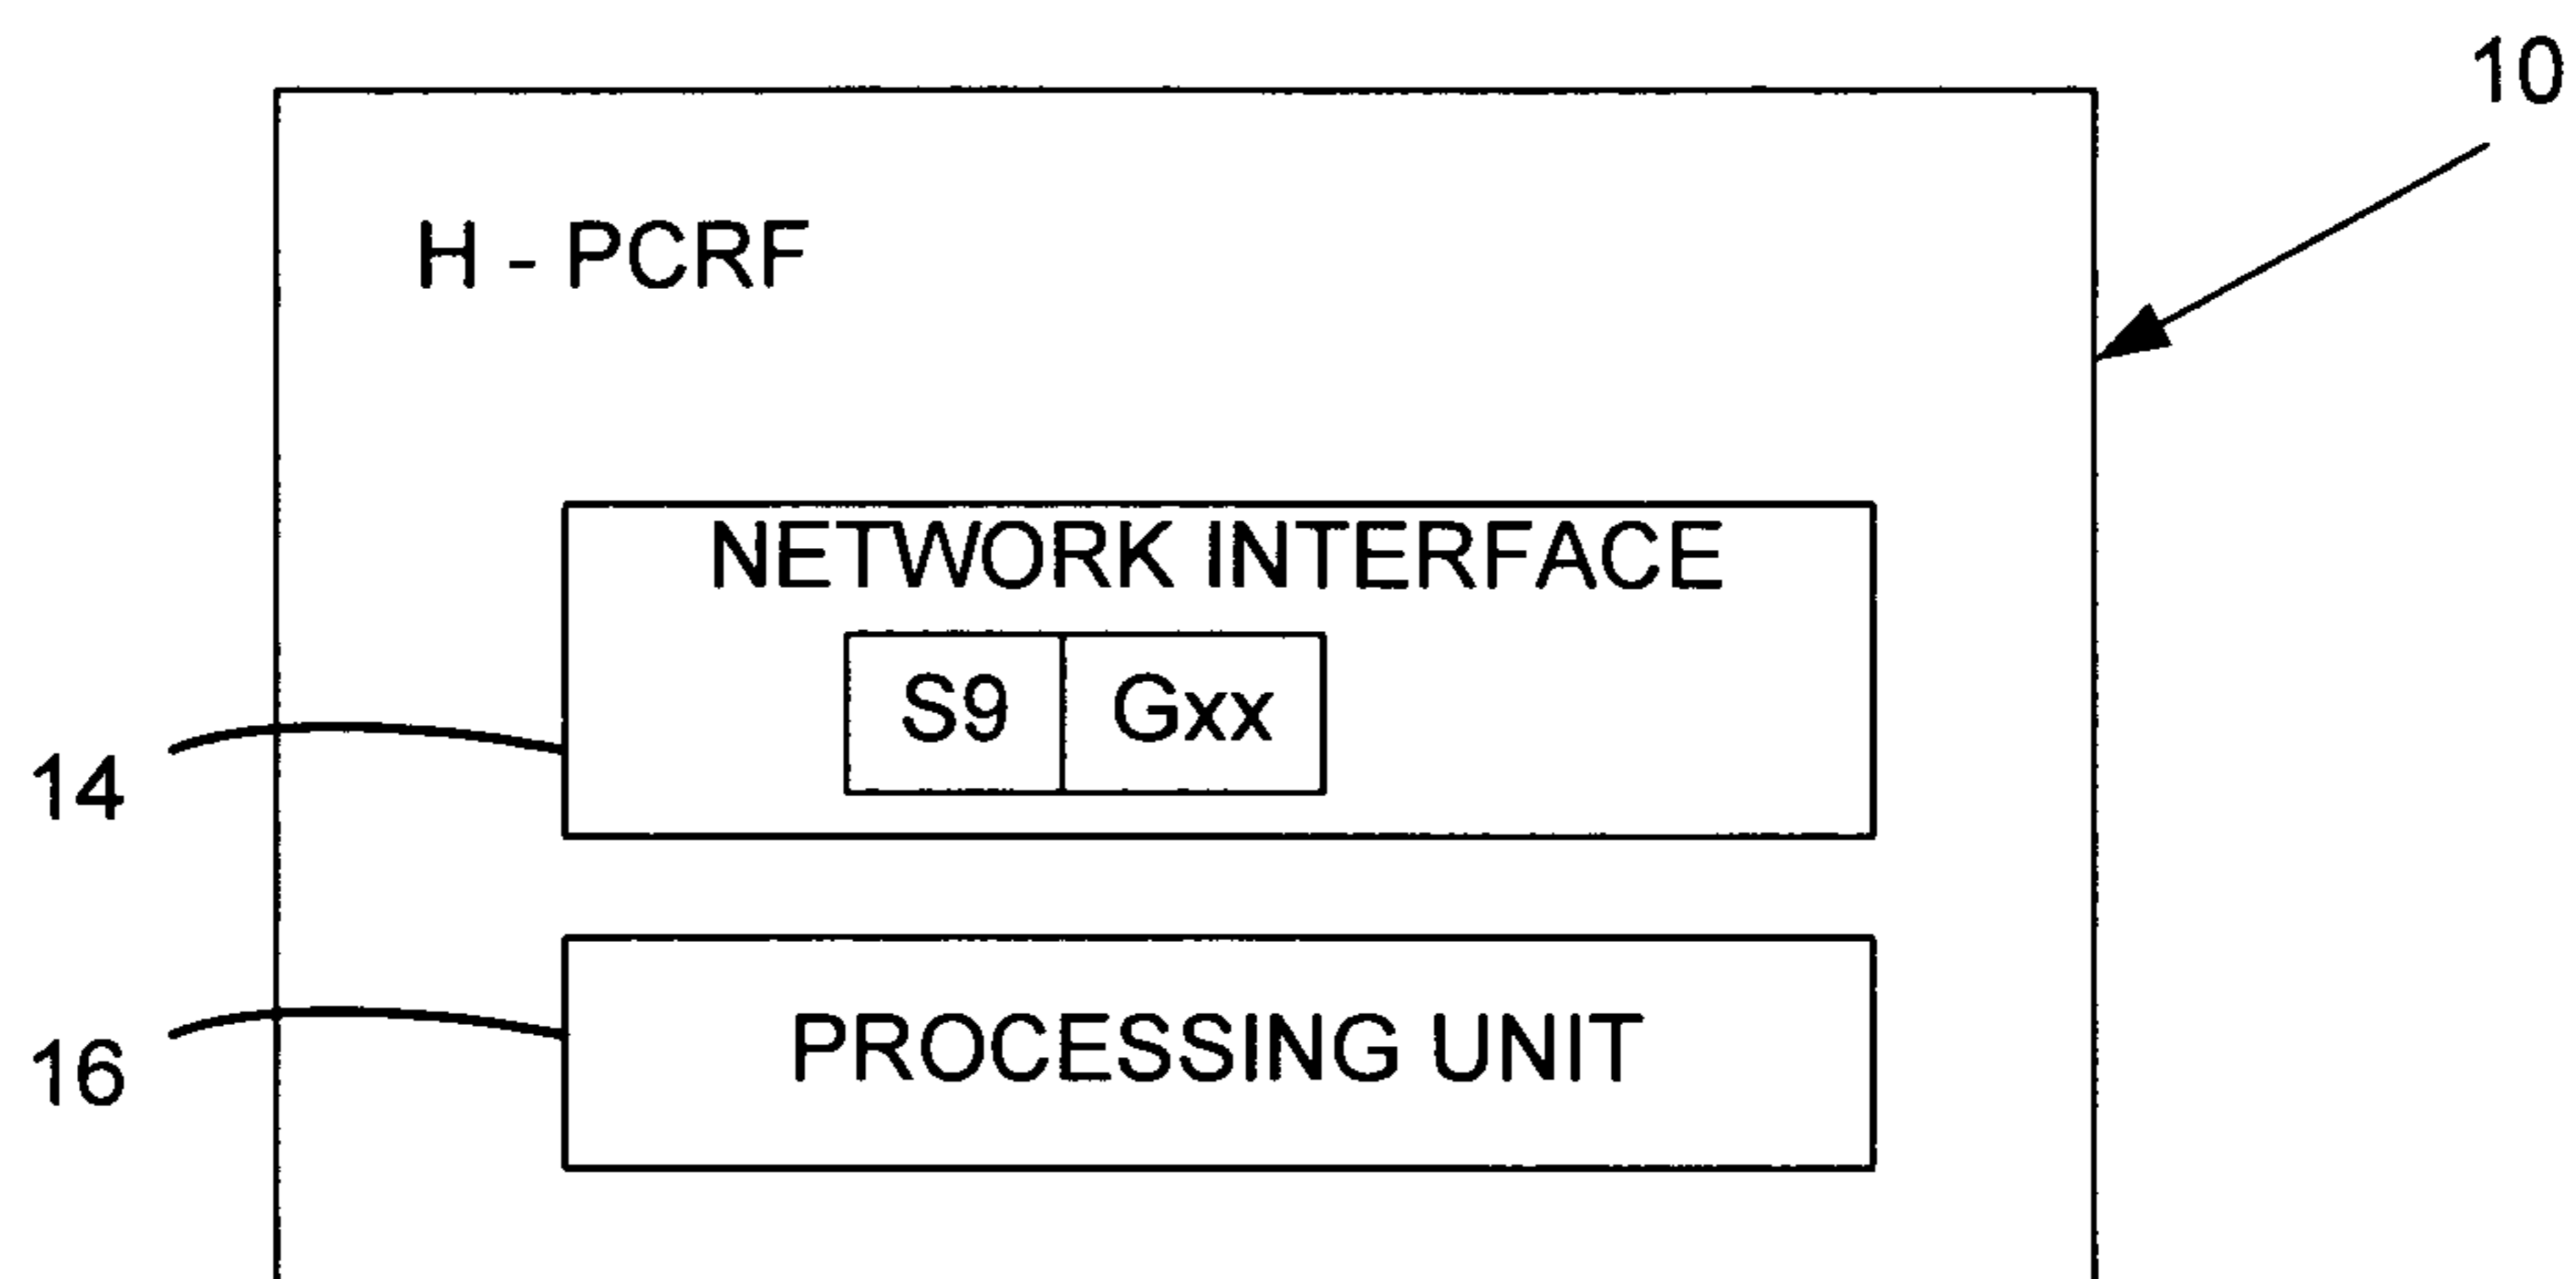 10
H - PCRF
NETWORK INTERFACE
S9 Gxx
14
PROCESSING UNIT
16